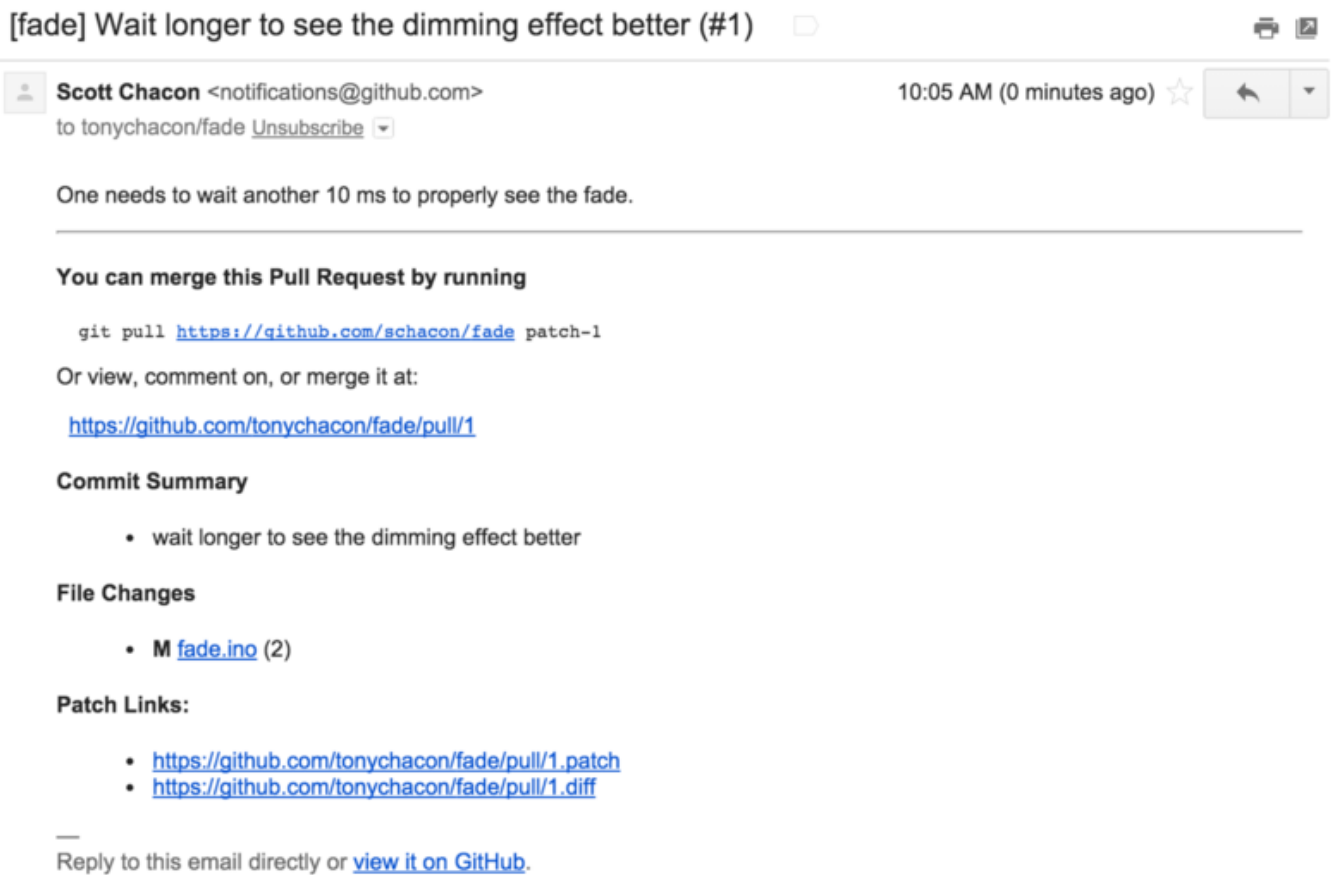 [fade] Wait longer to see the dimming effect better (#1)
Scott Chacon <notifications@github.com> 10:05 AM (0 minutes ago)
to tonychacon/fade Unsubscribe
One needs to wait another 10 ms to properly see the fade.
You can merge this Pull Request by running
git pull https://github.com/schacon/fade patch-1
Or view, comment on, or merge it at:
https://github.com/tonychacon/fade/pull/1
Commit Summary
• wait longer to see the dimming effect better
File Changes
• M fade.ino (2)
Patch Links:
• https://github.com/tonychacon/fade/pull/1.patch
• https://github.com/tonychacon/fade/pull/1.diff
—
Reply to this email directly or view it on GitHub.